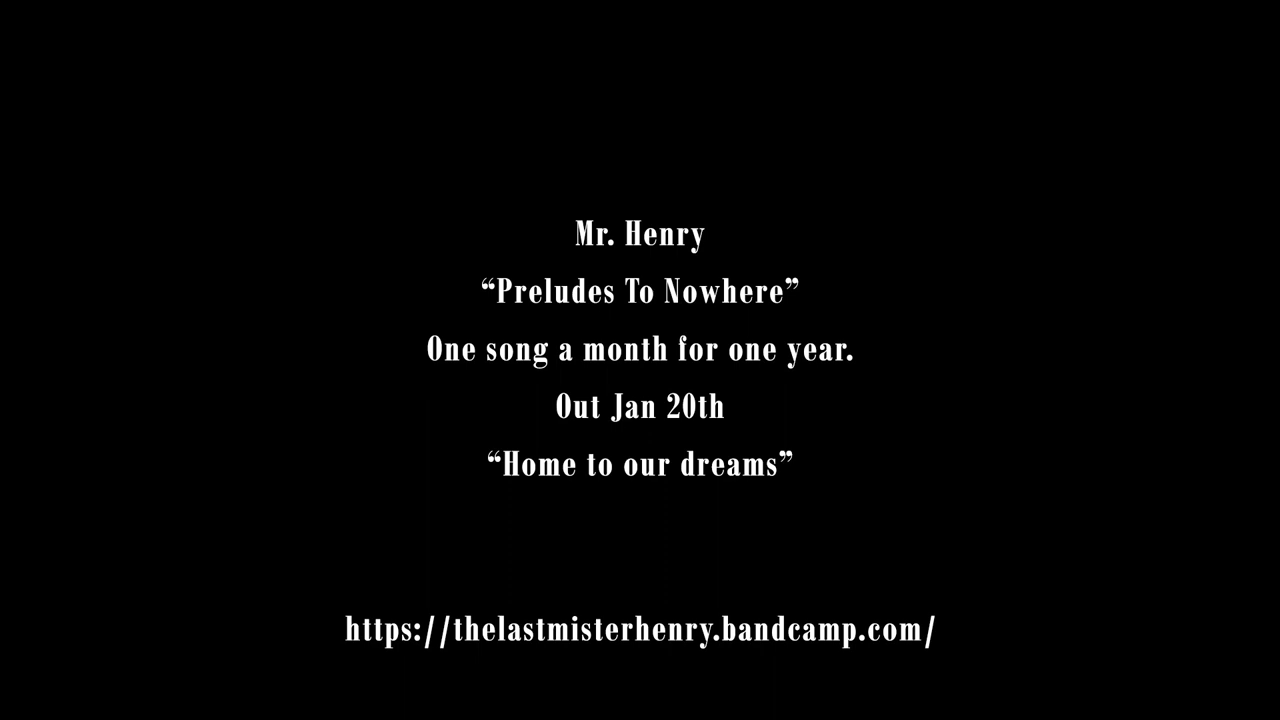 Mr. Henry
“Preludes To Nowhere”
One song a month for one year.
Out Jan 20th
“Home to our dreams”
https://thelastmisterhenry.bandcamp.com/